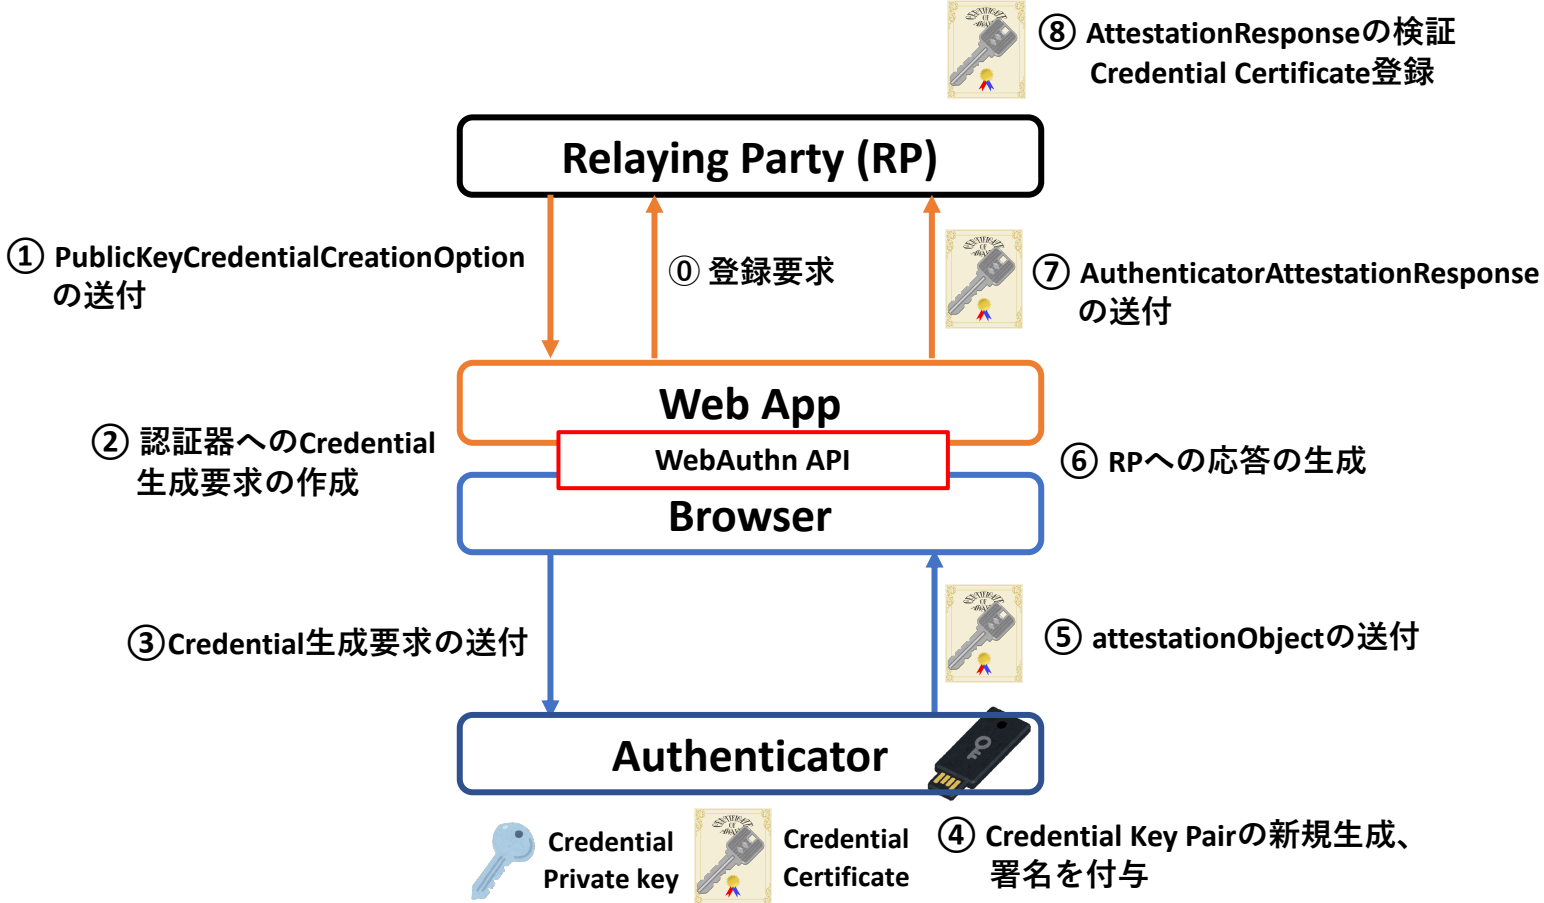 ⑧ AttestationResponseの検証
Credential Certificate登録
Relaying Party (RP)
① PublicKeyCredentialCreationOption
の送付
⓪ 登録要求
⑦ AuthenticatorAttestationResponse
の送付
Web App
② 認証器へのCredential
生成要求の作成
WebAuthn API
⑥ RPへの応答の生成
Browser
③Credential生成要求の送付
⑤ attestationObjectの送付
Authenticator
Credential
Private key
Credential
Certificate
④ Credential Key Pairの新規生成、
署名を付与